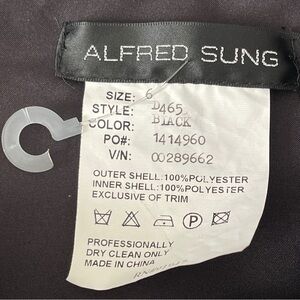 ALFRED SUNG
SIZE: 6
STYLE: D465
COLOR: BLACK
PO#: 1414960
V/N: 00289662
OUTER SHELL:100%POLYESTER
INNER SHELL:100%POLYESTER
EXCLUSIVE OF TRIM
P
PROFESSIONALLY
DRY CLEAN ONLY
MADE IN CHINA